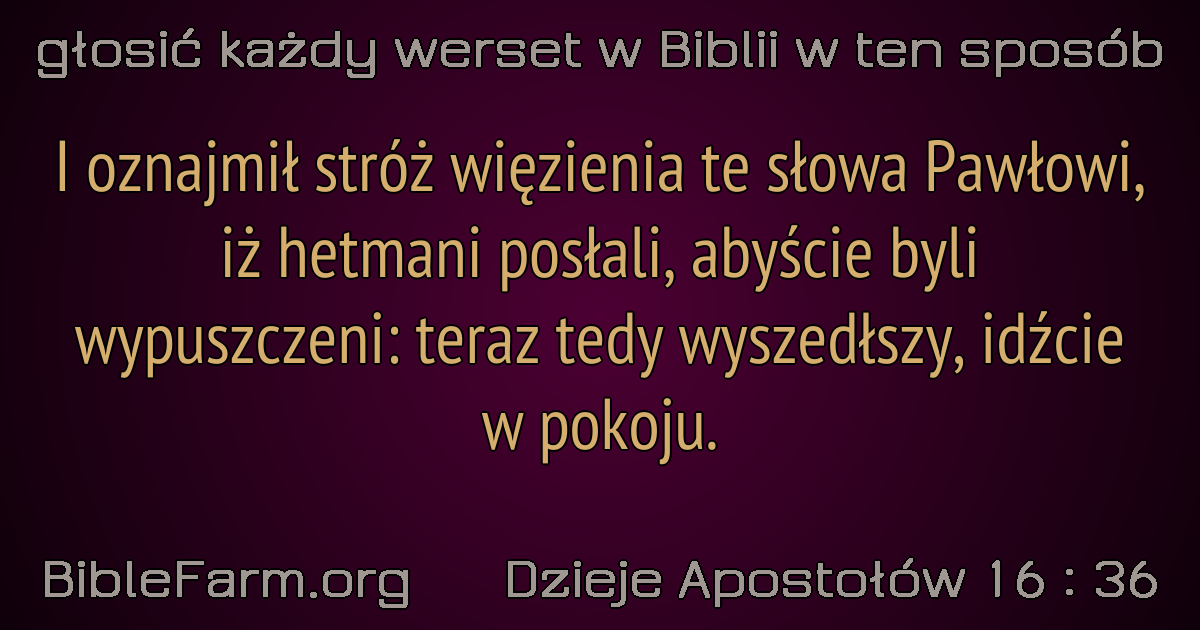 głosić każdy werset w Biblii w ten sposób
I oznajmił stróż więzienia te słowa Pawłowi,
iż hetmani posłali, abyście byli
wypuszczeni: teraz tedy wyszedłszy, idźcie
w pokoju.
BibleFarm.org Dzieje Apostołów 16 : 36